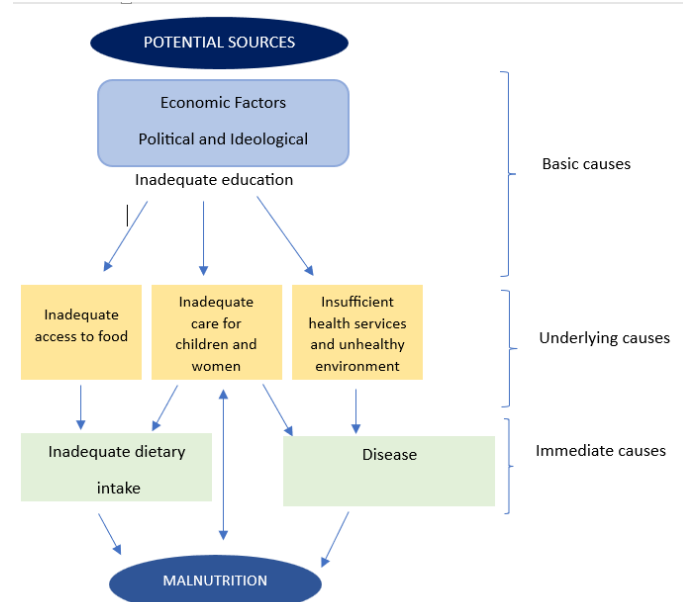 POTENTIAL SOURCES
Economic Factors
Political and Ideological
Inadequate education
Basic causes
Inadequate
access to food
Inadequate
care for
children and
women
Insufficient
health services
and unhealthy
environment
Underlying causes
Inadequate dietary
intake
Disease
Immediate causes
MALNUTRITION